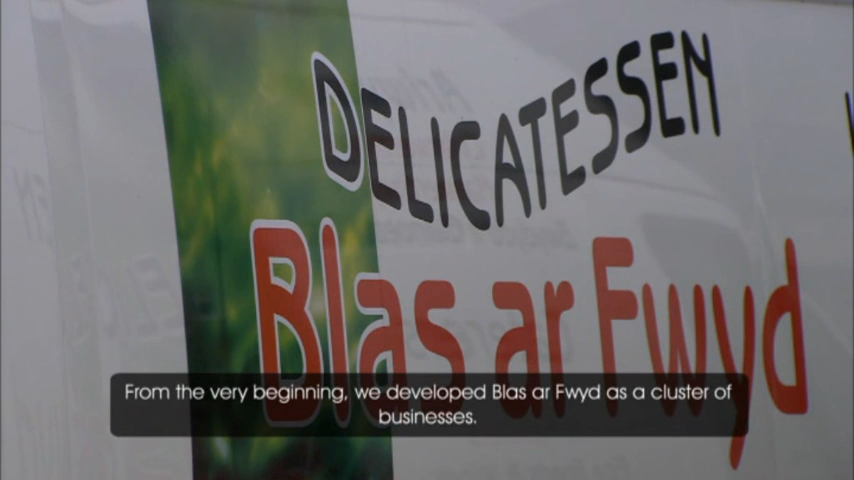 DELICATESSEN
Blas ar Fwyd
From the very beginning, we developed Blas ar Fwyd as a cluster of
businesses.